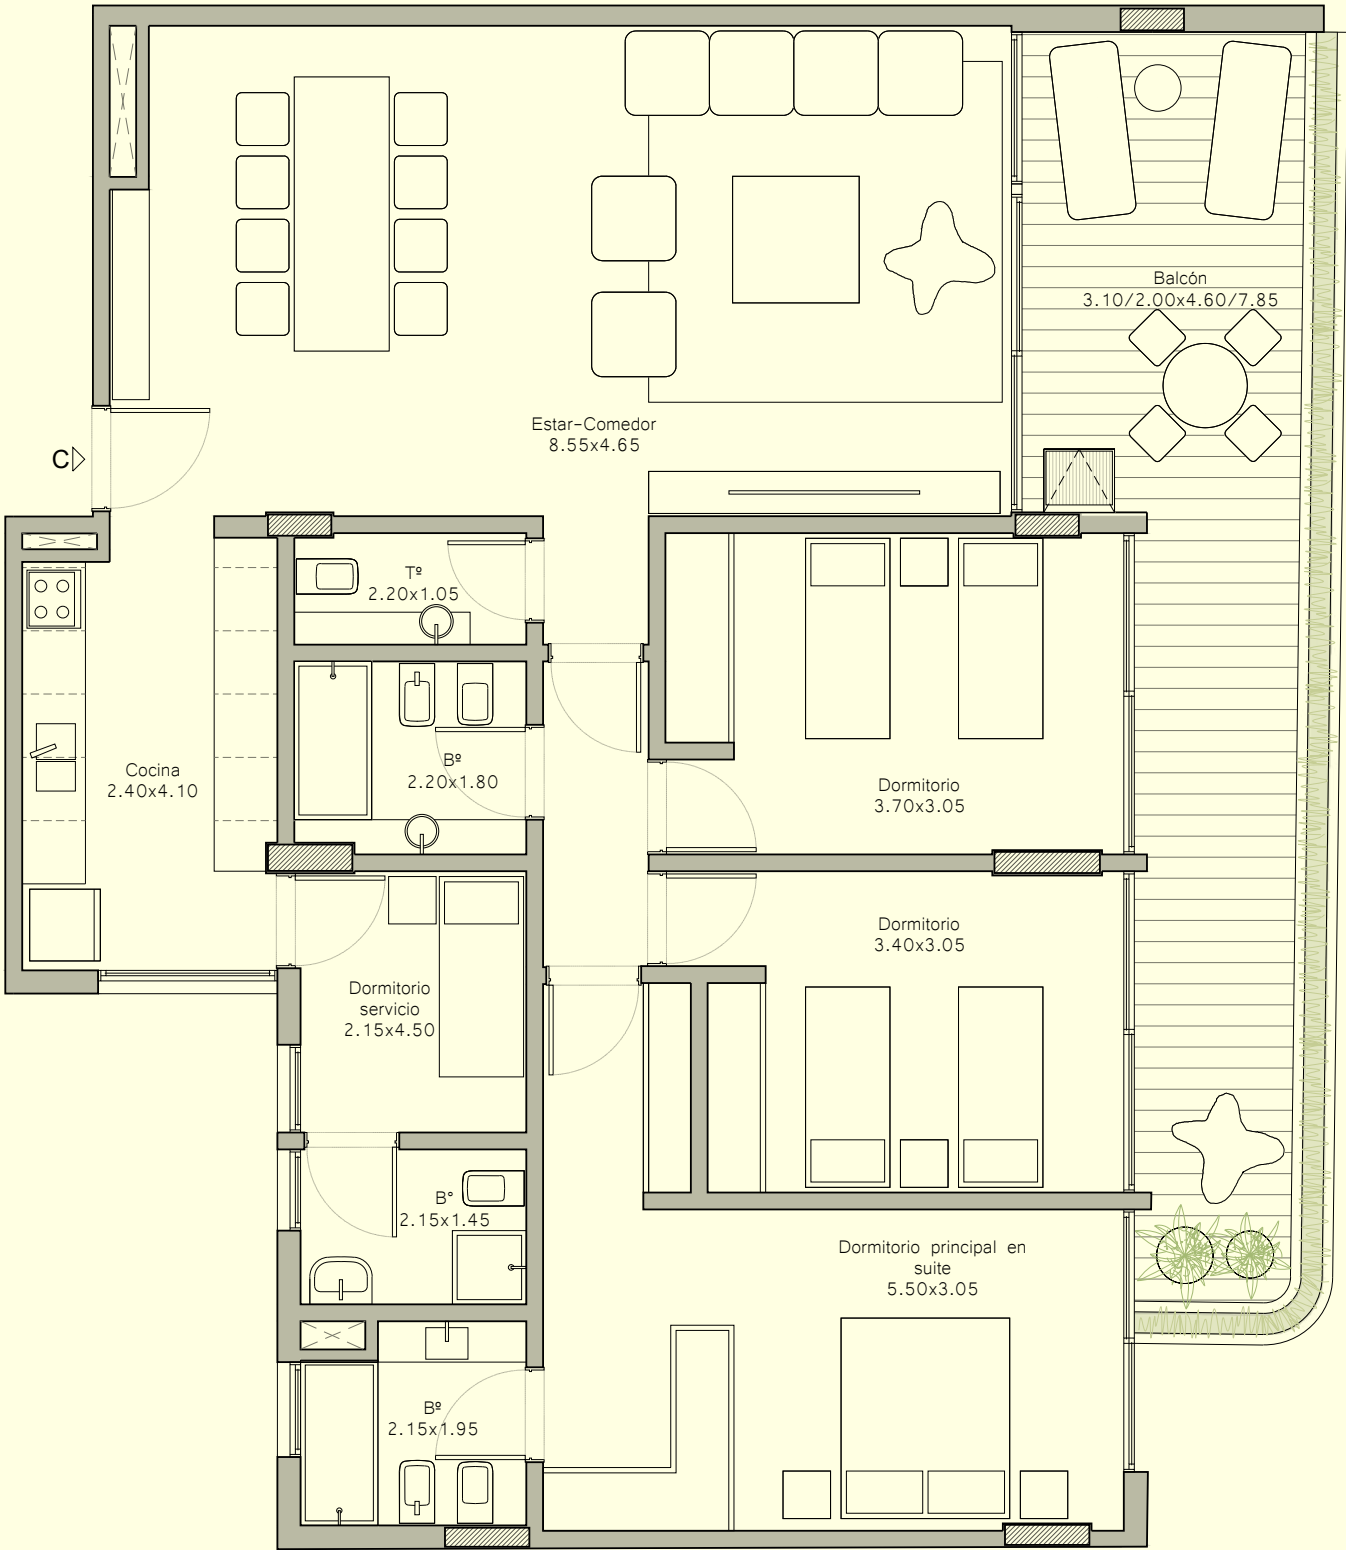 Balcón
3.10/2.00x4.60/7.85
Estar-Comedor
8.55x4.65
C
Tº
2.20x1.05
Bº
2.20x1.80
Cocina
2.40x4.10
Dormitorio
3.70x3.05
Dormitorio
3.40x3.05
Dormitorio
servicio
2.15x4.50
B°
2.15x1.45
Dormitorio principal en
suite
5.50x3.05
Bº
2.15x1.95